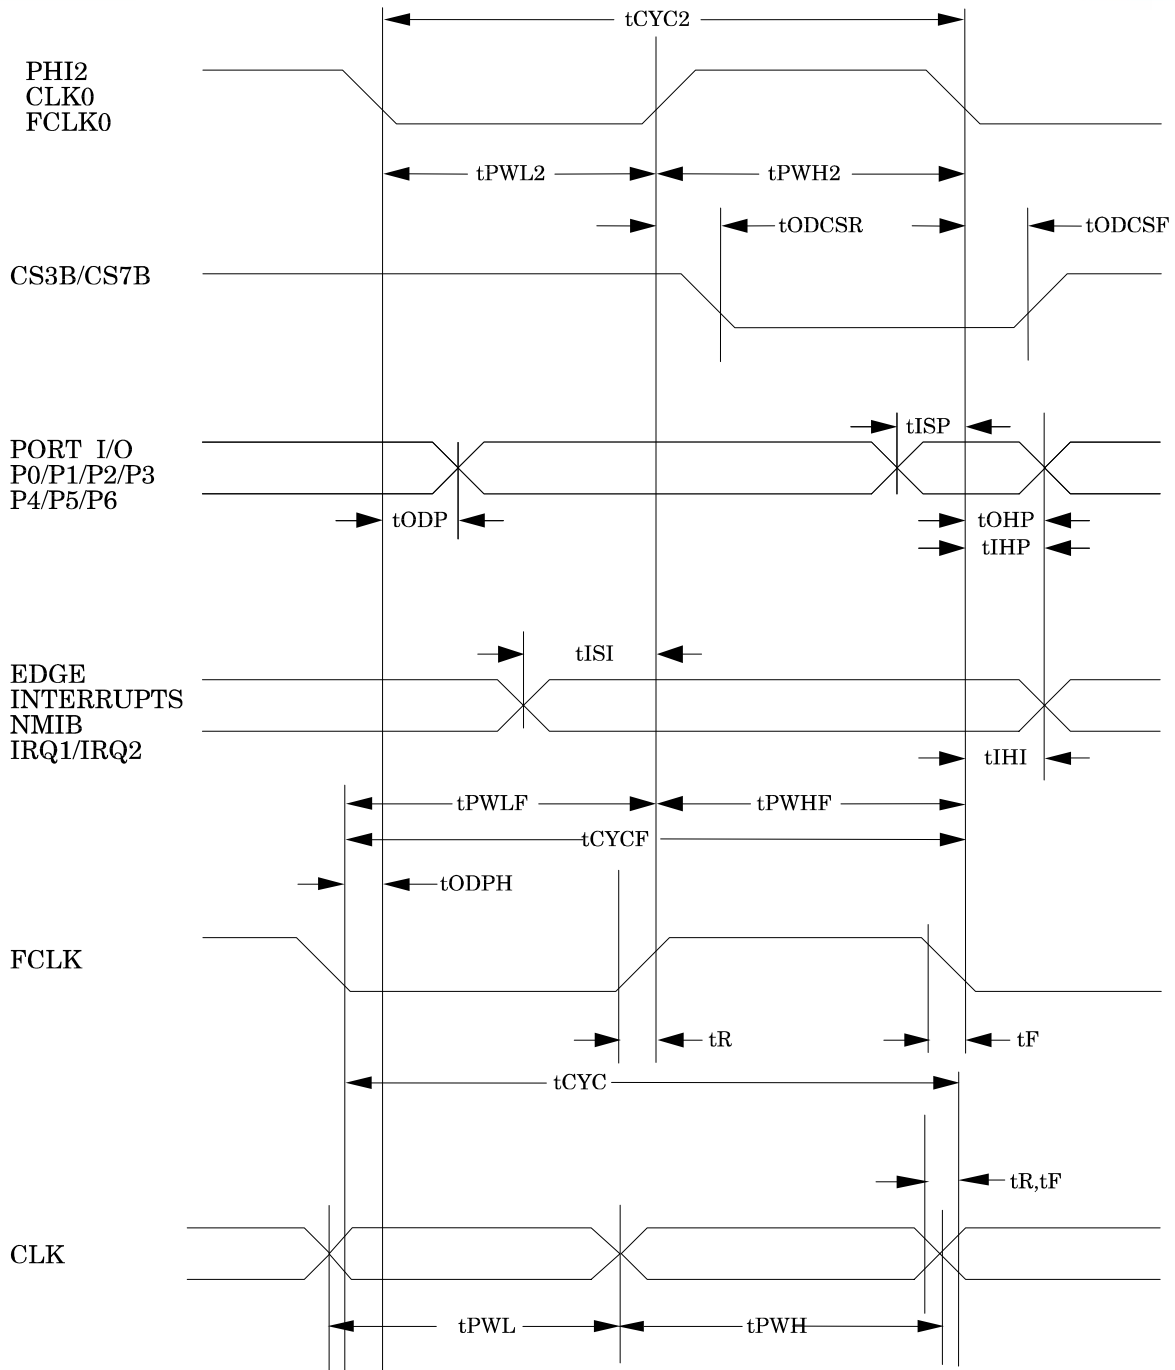 tCYC2
PHI2
CLK0
FCLK0
tPWL2
tPWH2
tODCSR
tODCSF
CS3B/CS7B
tISP
PORT I/O
P0/P1/P2/P3
P4/P5/P6
tODP
tOHP
tIHP
tISI
EDGE
INTERRUPTS
NMIB
IRQ1/IRQ2
tIHI
tPWLF
tPWHF
tCYCF
tODPH
FCLK
tR
tF
tCYC
tR,tF
CLK
tPWL
tPWH